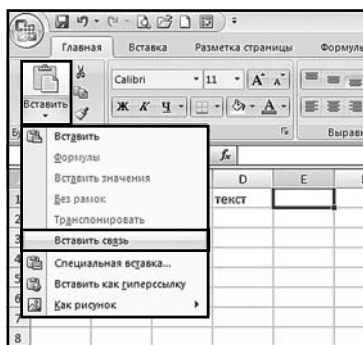 Главная Вставка Разметка страницы Формулы
Вставить
Calibri 11 А А
Ж К Ч А
Выравн
Вставить
Формулы
Вставить значения
Без рамок
Транспонировать
Вставить связь
Специальная вставка...
Вставить как гиперссылку
Как рисунок
fx
D E
1 текст
2
3
4
5
6
7
8